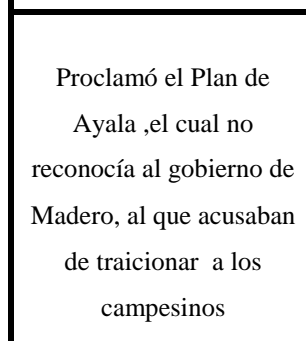 Proclamó el Plan de
Ayala ,el cual no
reconocía al gobierno de
Madero, al que acusaban
de traicionar a los
campesinos